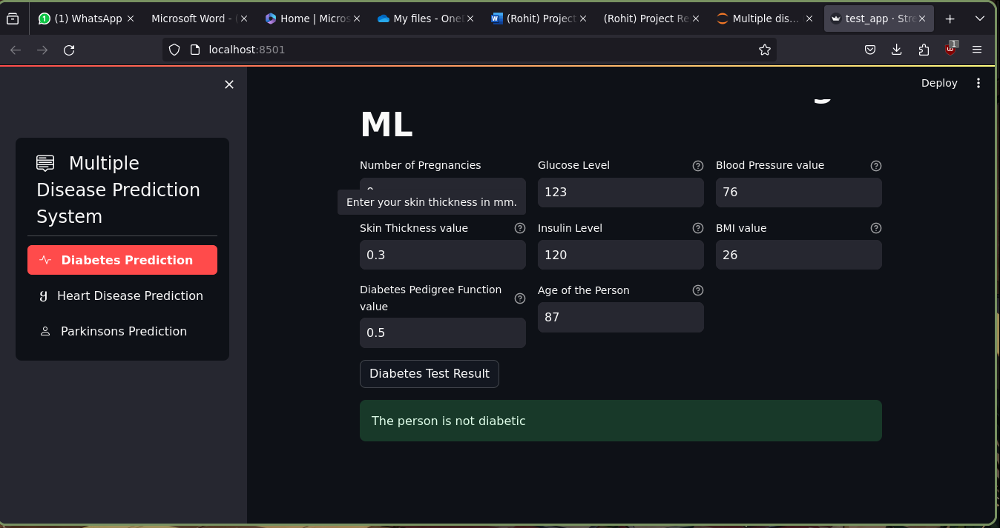 (1) WhatsApp
Microsoft Word - (
Home | Micros
My files - One
(Rohit) Project
(Rohit) Project Re
Multiple dis…
test_app · Stre
localhost:8501
1
Deploy
Multiple
Disease Prediction
System
Diabetes Prediction
Heart Disease Prediction
Parkinsons Prediction
ML
Number of Pregnancies
Glucose Level
Blood Pressure value
123
76
Enter your skin thickness in mm.
Skin Thickness value
Insulin Level
BMI value
0.3
120
26
Diabetes Pedigree Function
value
Age of the Person
0.5
87
Diabetes Test Result
The person is not diabetic